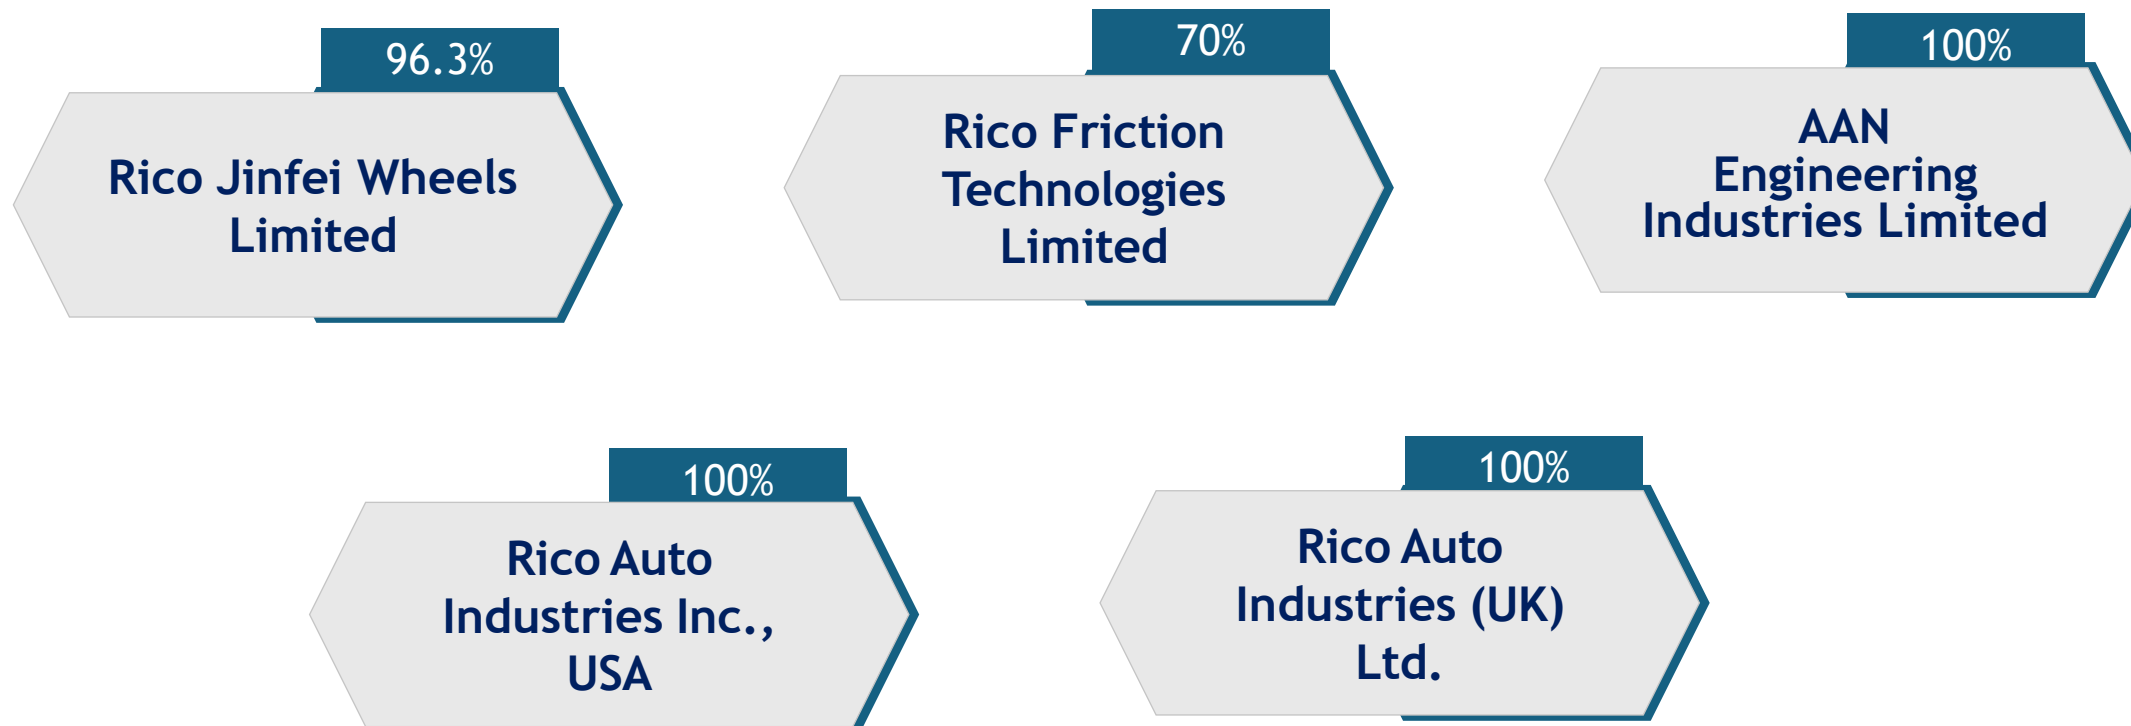 96.3%
Rico Jinfei Wheels
Limited
70%
Rico Friction
Technologies
Limited
100%
AAN
Engineering
Industries Limited
100%
Rico Auto
Industries Inc.,
USA
100%
Rico Auto
Industries (UK)
Ltd.